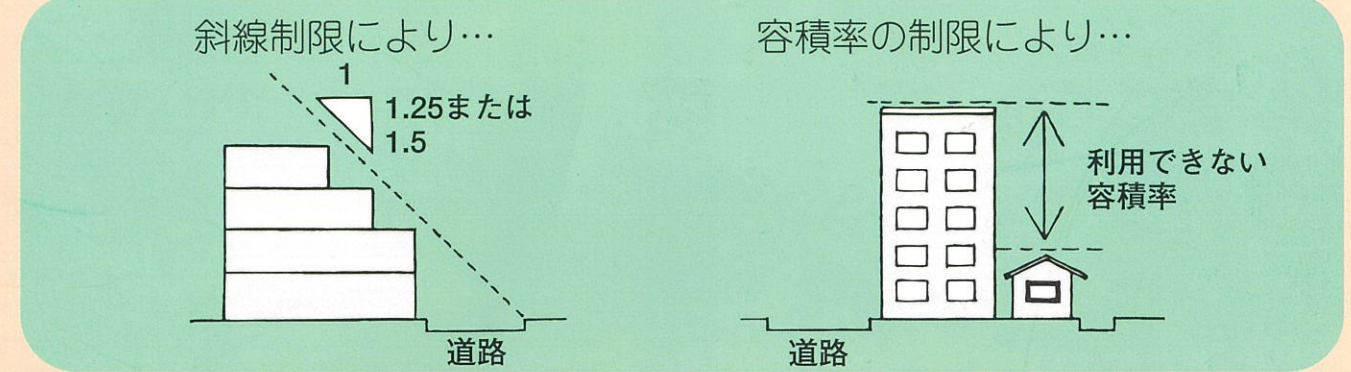 斜線制限により…
1
1.25または
1.5
道路
容積率の制限により…
利用できない
容積率
道路